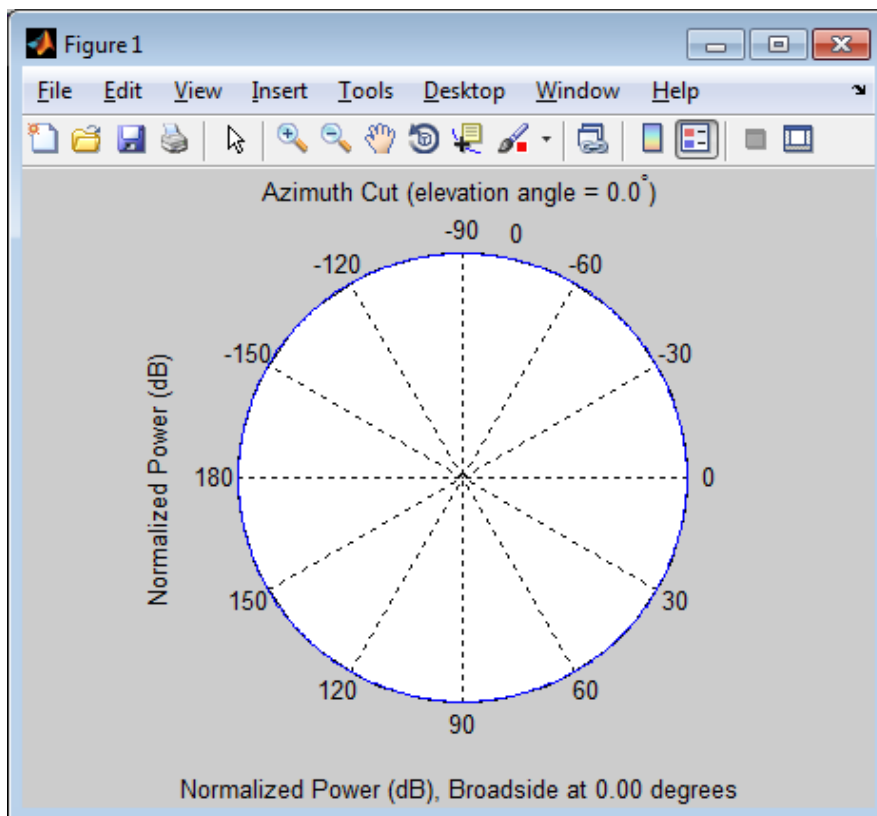 Figure 1
File Edit View Insert Tools Desktop Window Help
Azimuth Cut (elevation angle = 0.0°)
-90 0
-120 -60
-150 -30
Normalized Power (dB)
180 0
150 30
120 60
90
Normalized Power (dB), Broadside at 0.00 degrees